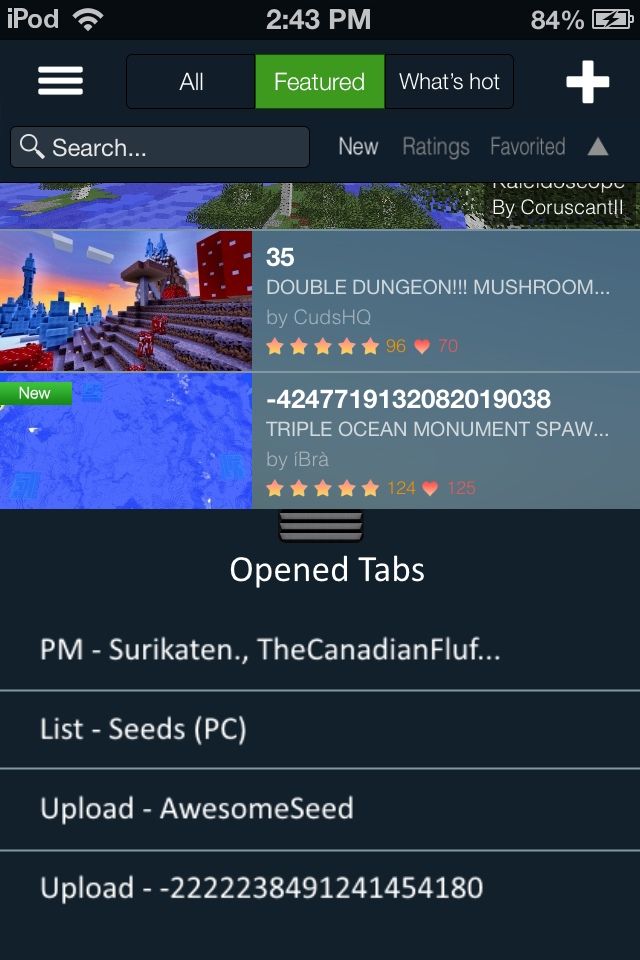 iPod 2:43 PM 84%
All Featured What's hot
Search... New Ratings Favorited
Kaleidoscope
By CoruscantII
35
DOUBLE DUNGEON!!! MUSHROOM...
by CudsHQ
96 70
New
-4247719132082019038
TRIPLE OCEAN MONUMENT SPAW...
by íBrà
124 125
Opened Tabs
PM - Surikaten., TheCanadianFluf...
List - Seeds (PC)
Upload - AwesomeSeed
Upload - -2222238491241454180